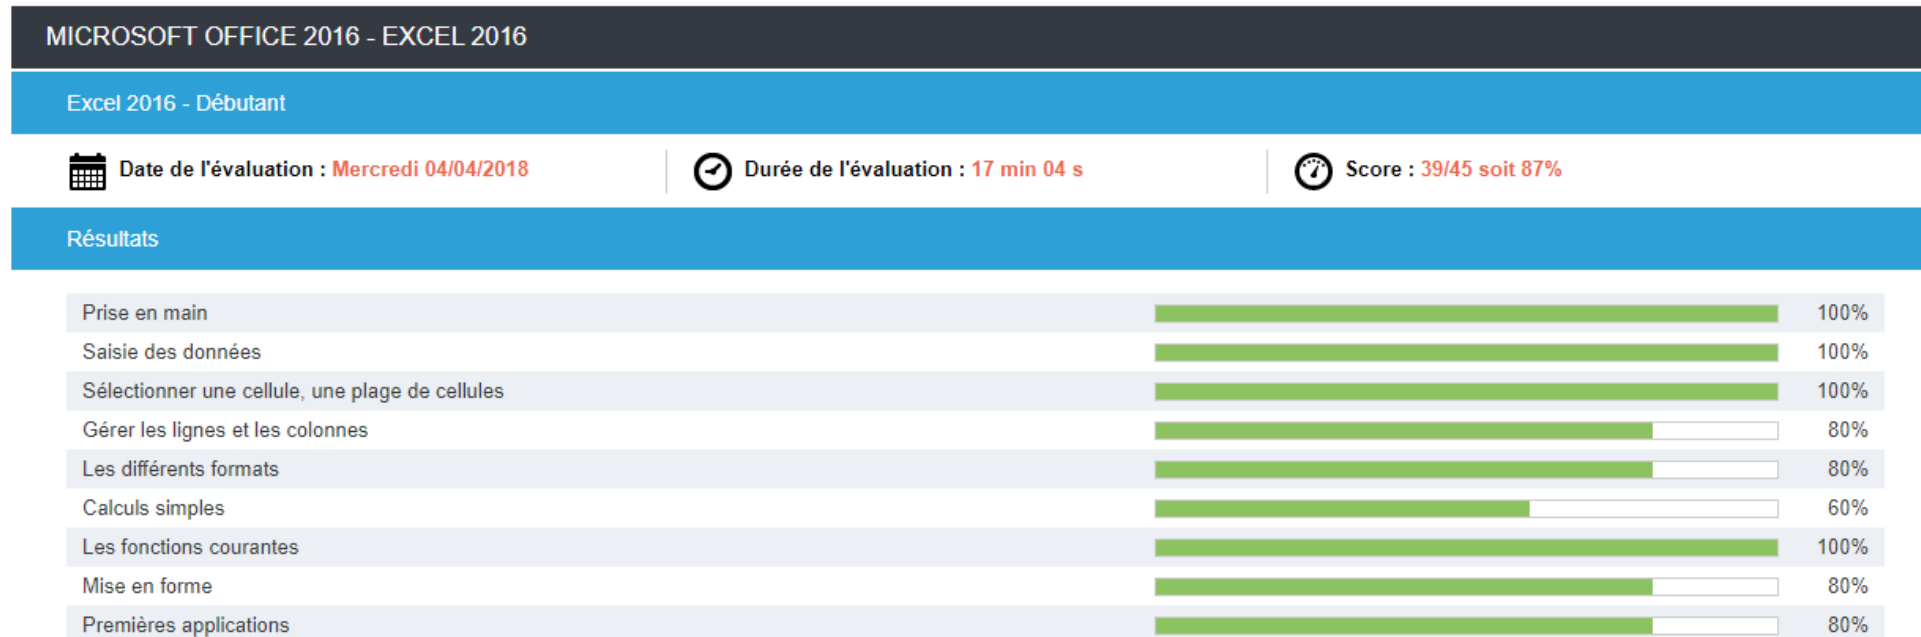 MICROSOFT OFFICE 2016 - EXCEL 2016
Excel 2016 - Débutant
Date de l'évaluation : Mercredi 04/04/2018 Durée de l'évaluation : 17 min 04 s Score : 39/45 soit 87%
Résultats
Prise en main 100%
Saisie des données 100%
Sélectionner une cellule, une plage de cellules 100%
Gérer les lignes et les colonnes 80%
Les différents formats 80%
Calculs simples 60%
Les fonctions courantes 100%
Mise en forme 80%
Premières applications 80%